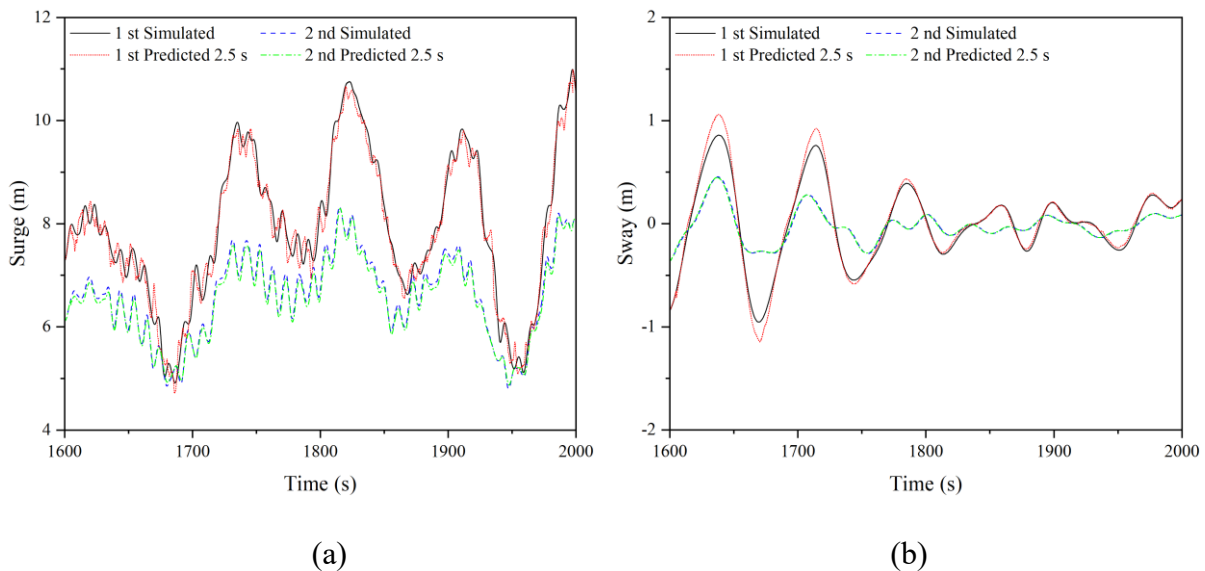 12
10
8
6
4
Surge (m)
1 st Simulated
2 nd Simulated
1 st Predicted 2.5 s
2 nd Predicted 2.5 s
1600
1700
1800
1900
2000
Time (s)
(a)
2
1
0
-1
-2
Sway (m)
1 st Simulated
2 nd Simulated
1 st Predicted 2.5 s
2 nd Predicted 2.5 s
1600
1700
1800
1900
2000
Time (s)
(b)